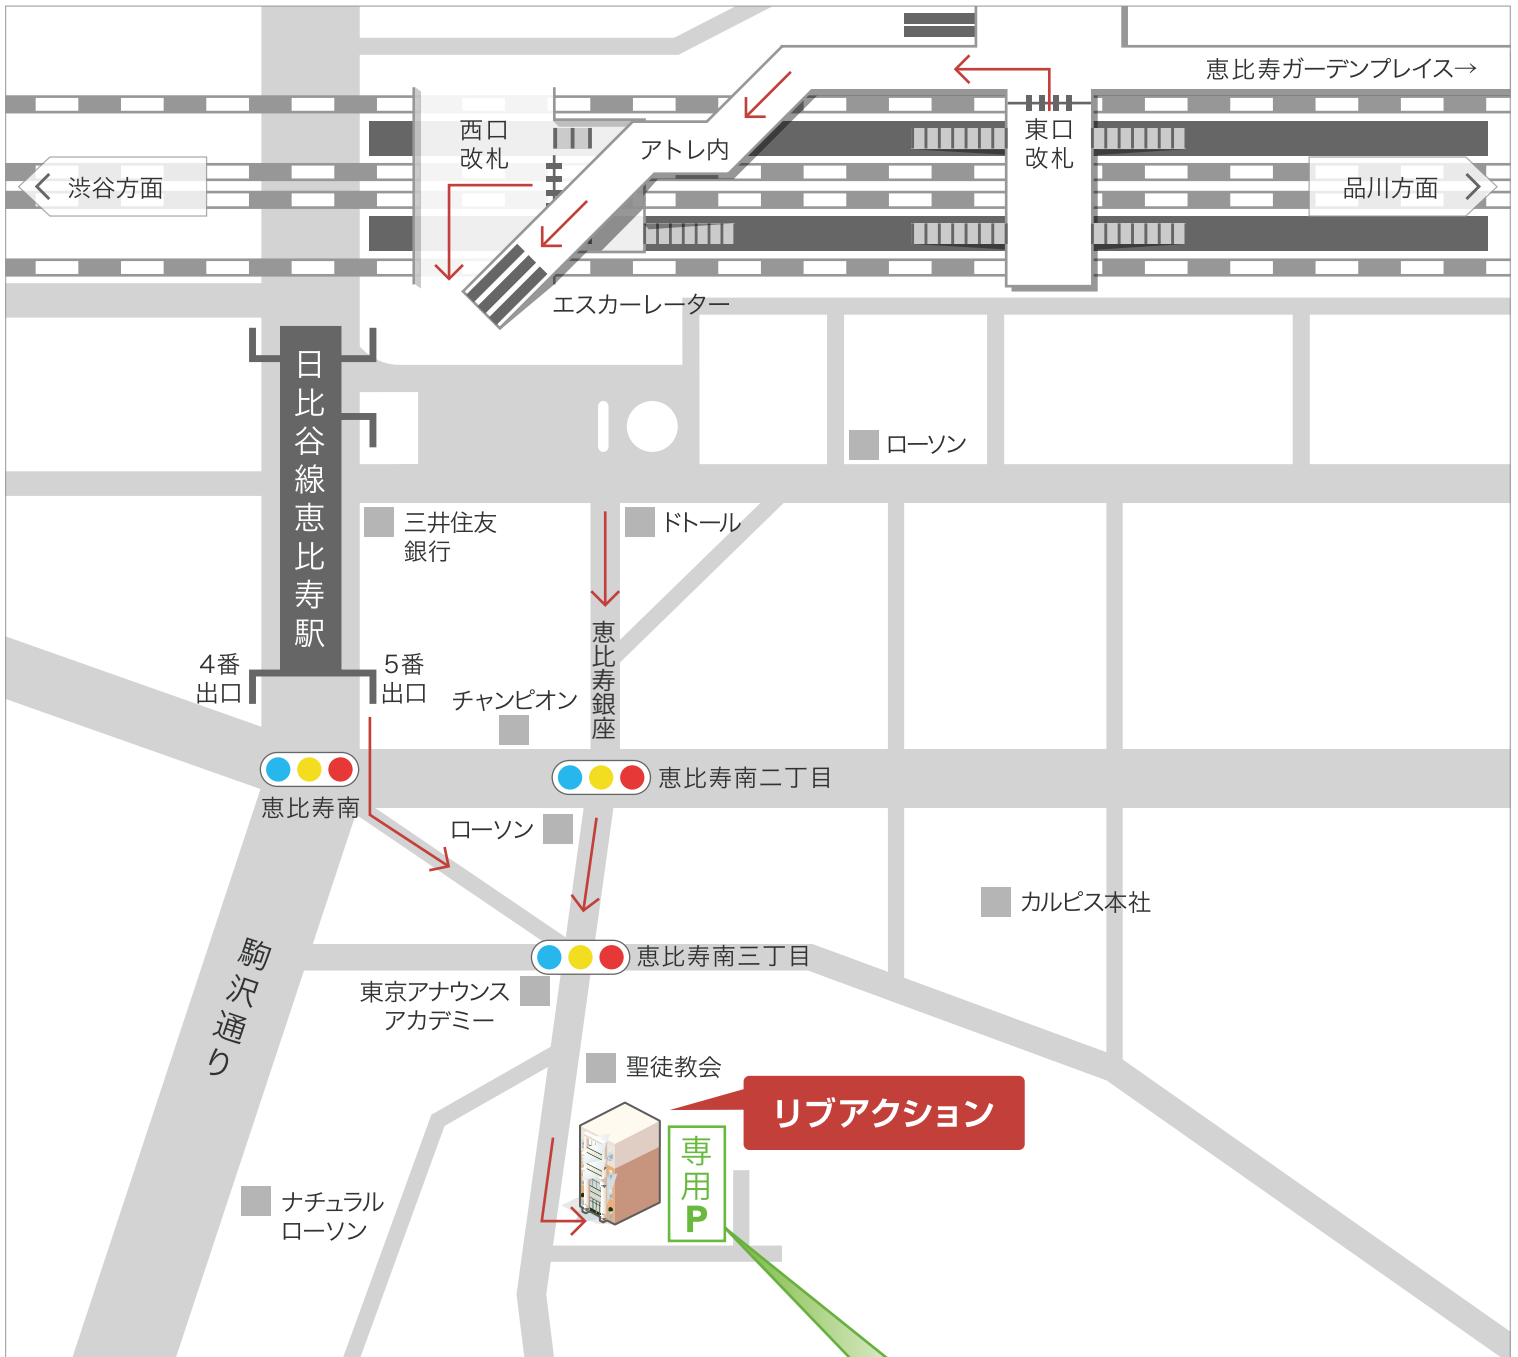 恵比寿ガーデンプレイス→
西口
改札
アトレ内
東口
改札
渋谷方面
品川方面
エスカーレーター
日比谷線恵比寿駅
ローソン
三井住友
銀行
ドトール
恵比寿銀座
4番
出口
5番
出口
チャンピオン
恵比寿南
恵比寿南二丁目
ローソン
カルピス本社
駒沢通り
恵比寿南三丁目
東京アナウンス
アカデミー
聖徒教会
リブアクション
専用P
ナチュラル
ローソン